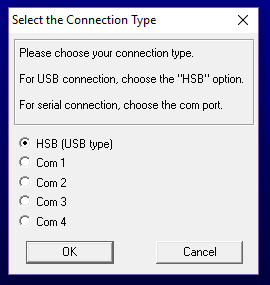 Select the Connection Type
Please choose your connection type.
For USB connection, choose the "HSB" option.
For serial connection, choose the com port.
HSB (USB type)
Com 1
Com 2
Com 3
Com 4
OK Cancel